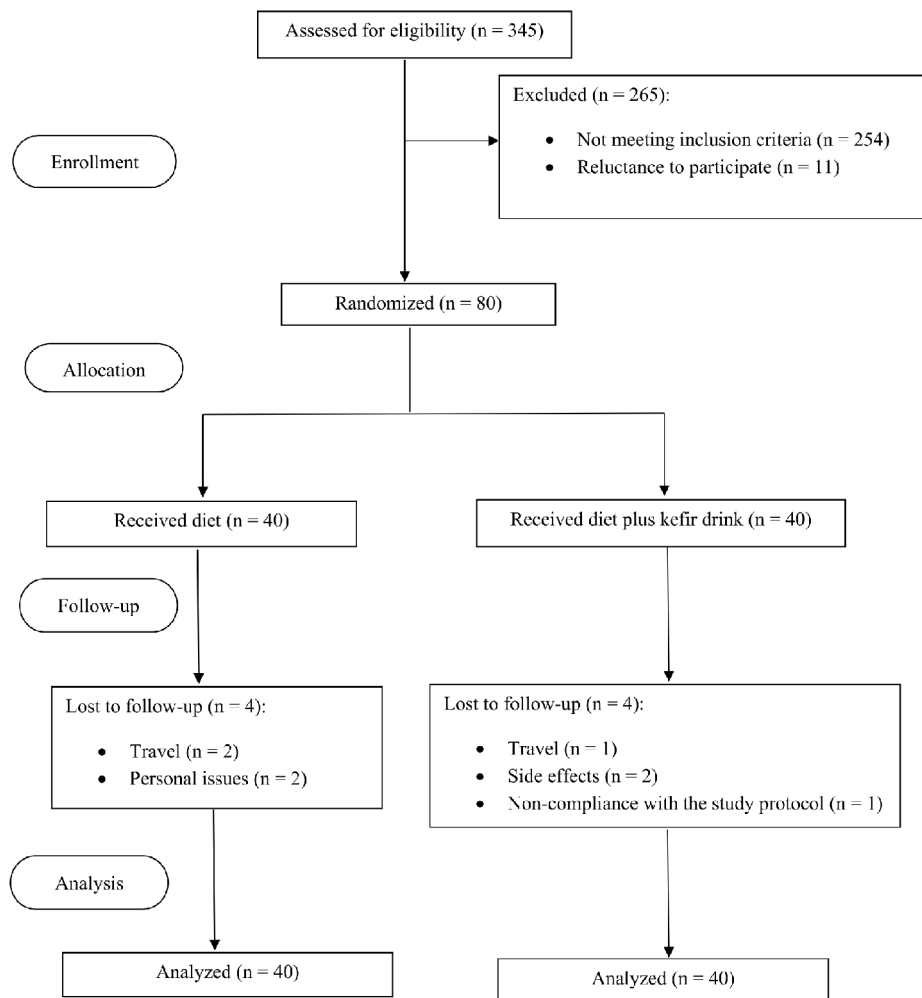 Assessed for eligibility (n = 345)
Excluded (n = 265):
• Not meeting inclusion criteria (n = 254)
• Reluctance to participate (n = 11)
Enrollment
Randomized (n = 80)
Allocation
Received diet (n = 40)
Received diet plus kefir drink (n = 40)
Follow-up
Lost to follow-up (n = 4):
• Travel (n = 2)
• Personal issues (n = 2)
Lost to follow-up (n = 4):
• Travel (n = 1)
• Side effects (n = 2)
• Non-compliance with the study protocol (n = 1)
Analysis
Analyzed (n = 40)
Analyzed (n = 40)